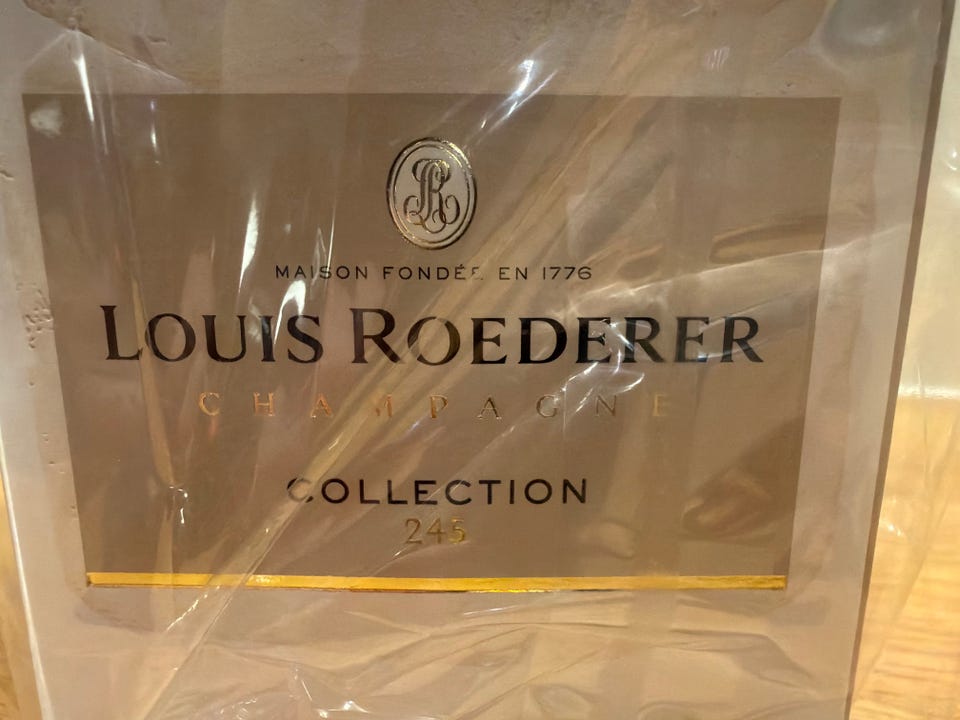 MAISON FONDÉE EN 1776
LOUIS ROEDERER
CHAMPAGNE
COLLECTION
245